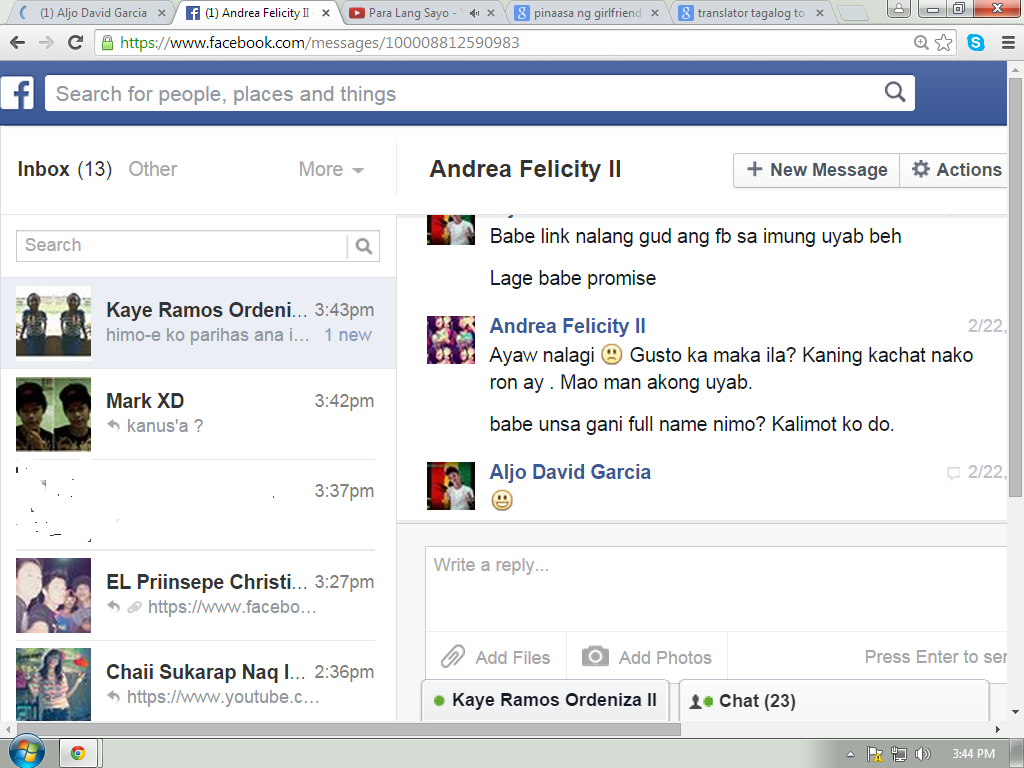 (1) Aljo David Garcia
(1) Andrea Felicity II -
Para Lang Sayo -
pinaasa ng girlfriend
translator tagalog to
https://www.facebook.com/messages/100008812590983
Search for people, places and things
Inbox (13) Other More
Andrea Felicity II
New Message
Actions
Search
Kaye Ramos Ordeni... 3:43pm
himo-e ko parihas ana i... 1 new
Mark XD 3:42pm
kanus'a ?
3:37pm
EL Priinsepe Christi... 3:27pm
https://www.facebo...
Chaii Sukarap Naq I... 2:36pm
https://www.youtube.c...
Babe link nalang gud ang fb sa imung uyab beh
Lage babe promise
Andrea Felicity II 2/22,
Ayaw nalagi Gusto ka maka ila? Kaning kachat nako
ron ay . Mao man akong uyab.
babe unsa gani full name nimo? Kalimot ko do.
Aljo David Garcia 2/22,
Write a reply...
Add Files Add Photos Press Enter to
Kaye Ramos Ordeniza II
Chat (23)
3:44 PM